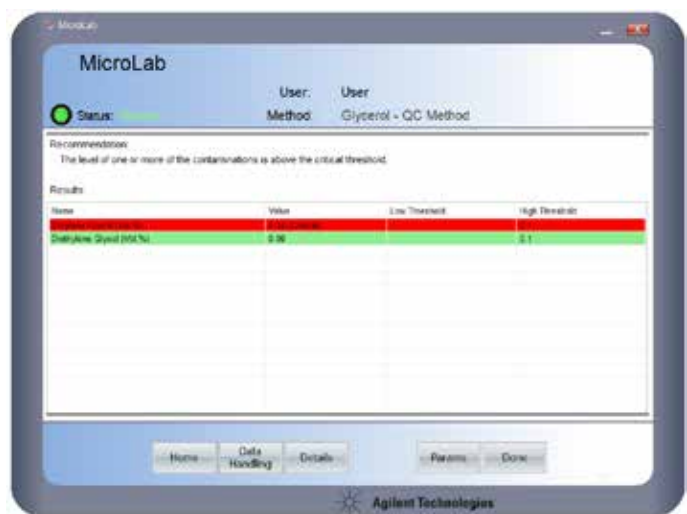 MicroLab
MicroLab
User: User
Status:
Method Glycerol - QC Method
Recommendation:
The level of one or more of the contaminations is above the critical threshold.
Results:
Name Value Low Threshold High Threshold
Diethylene Glycol (Wt.%) 0.1
Home Data Handling Details Params Done
Agilent Technologies